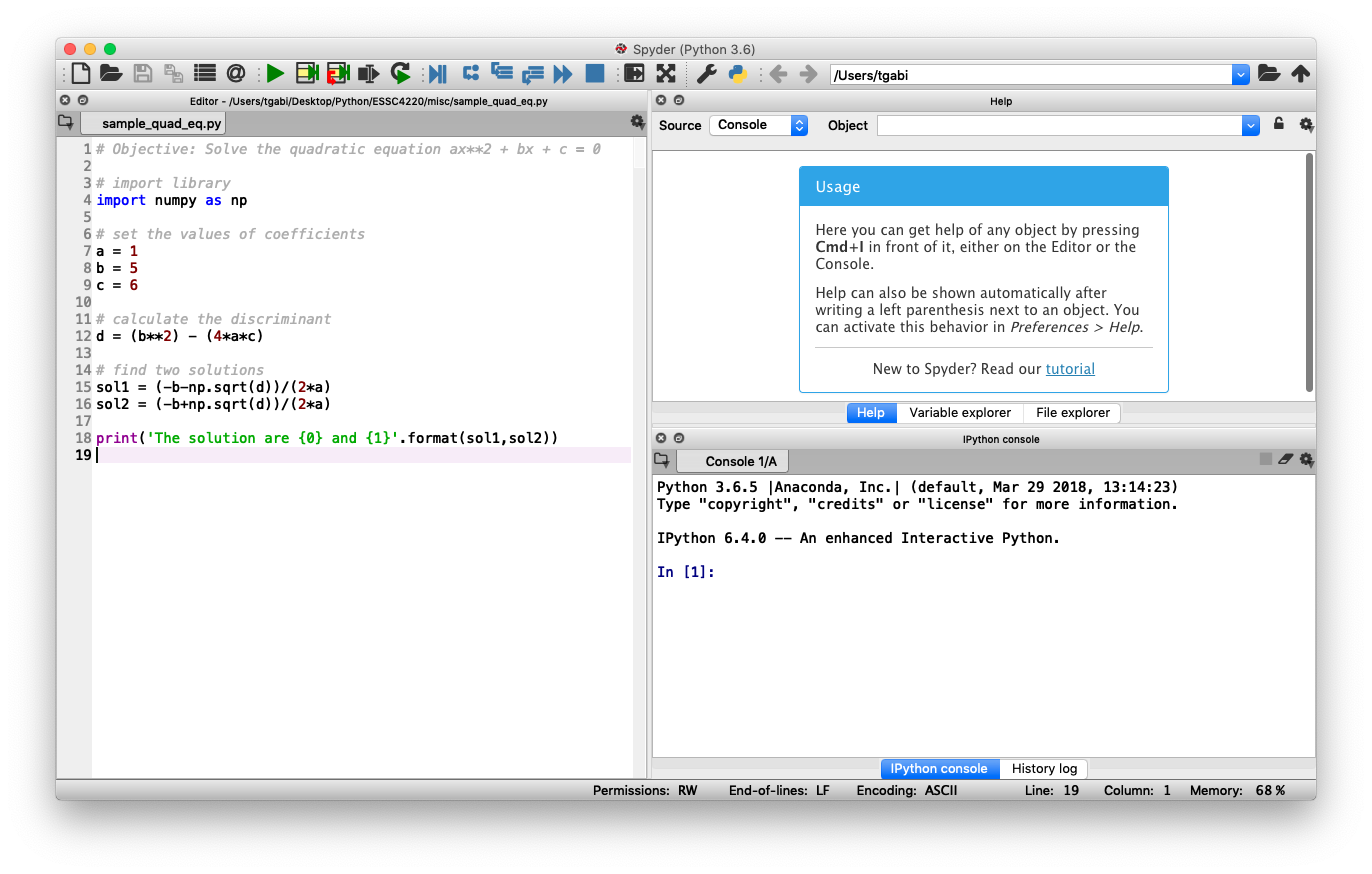 Spyder (Python 3.6)
/Users/tgabi
Editor - /Users/tgabi/Desktop/Python/ESSC4220/misc/sample_quad_eq.py
sample_quad_eq.py
1 # Objective: Solve the quadratic equation ax**2 + bx + c = 0
2
3 # import library
4 import numpy as np
5
6 # set the values of coefficients
7 a = 1
8 b = 5
9 c = 6
10
11 # calculate the discriminant
12 d = (b**2) - (4*a*c)
13
14 # find two solutions
15 sol1 = (-b-np.sqrt(d))/(2*a)
16 sol2 = (-b+np.sqrt(d))/(2*a)
17
18 print('The solution are {0} and {1}'.format(sol1,sol2))
19
Help
Source Console Object
Usage
Here you can get help of any object by pressing
Cmd+I in front of it, either on the Editor or the
Console.
Help can also be shown automatically after
writing a left parenthesis next to an object. You
can activate this behavior in Preferences > Help.
New to Spyder? Read our tutorial
Help Variable explorer File explorer
IPython console
Console 1/A
Python 3.6.5 |Anaconda, Inc.| (default, Mar 29 2018, 13:14:23)
Type "copyright", "credits" or "license" for more information.
IPython 6.4.0 -- An enhanced Interactive Python.
In [1]:
IPython console History log
Permissions: RW End-of-lines: LF Encoding: ASCII Line: 19 Column: 1 Memory: 68 %